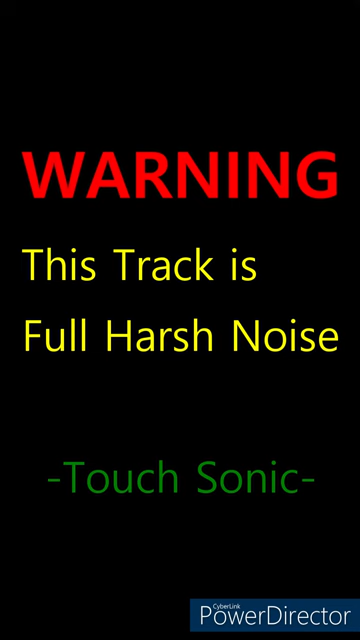 WARNING
This Track is
Full Harsh Noise
-Touch Sonic-
CyberLink
PowerDirector